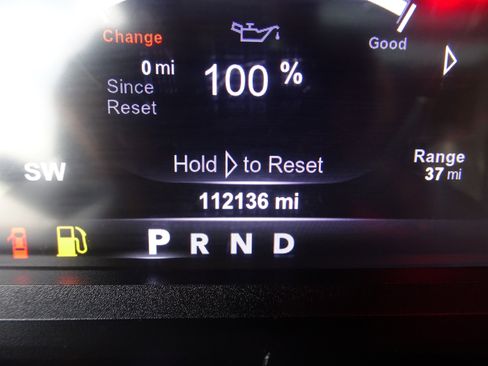 Change
Good
0 mi
100 %
Since
Reset
Hold ▷ to Reset
Range
37 mi
SW
112136 mi
P R N D